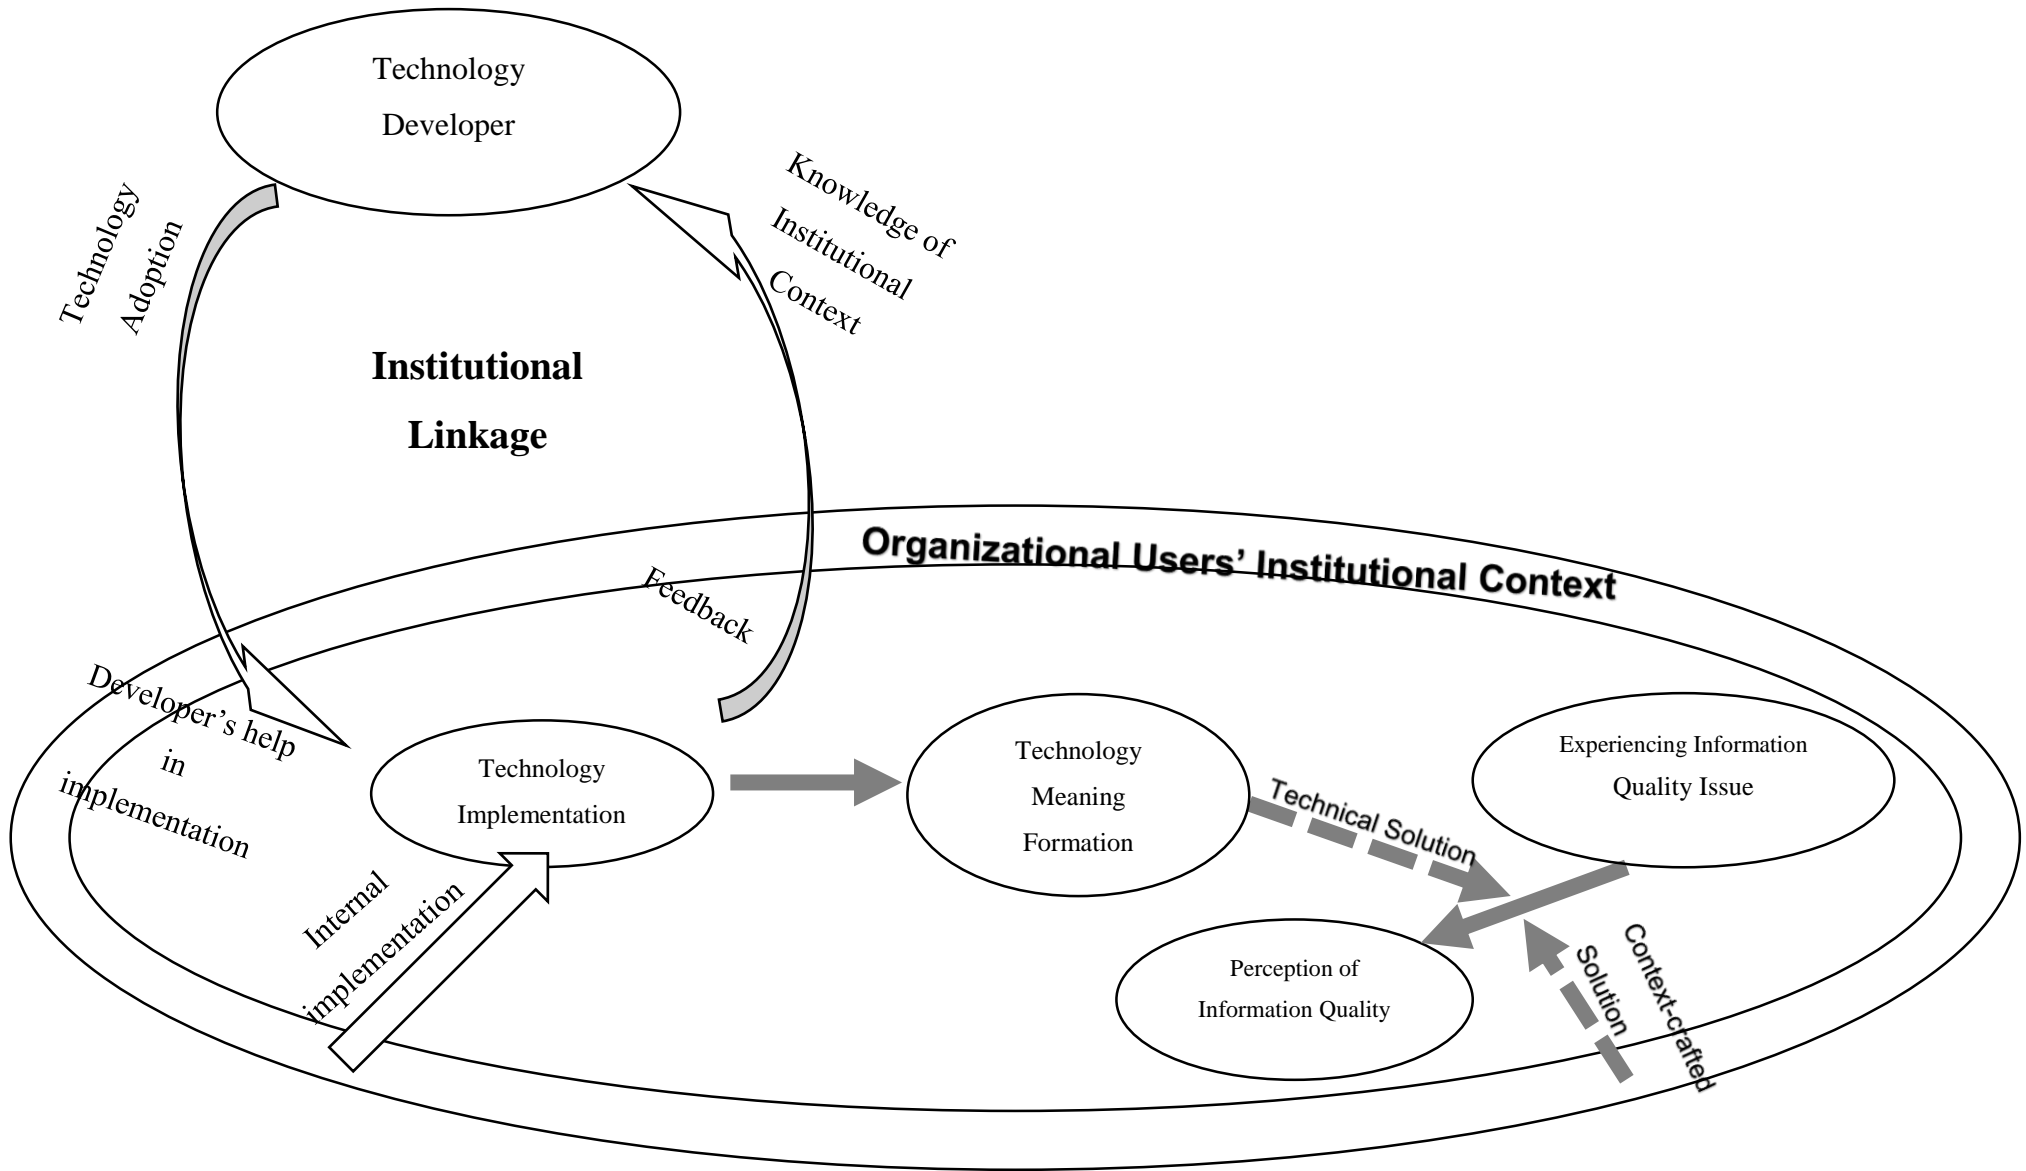 Technology
Developer
Technology
Adoption
Knowledge of
Institutional
Context
Institutional
Linkage
Organizational Users’ Institutional Context
Feedback
Developer’s help
in
implementation
Technology
Implementation
Internal
implementation
Technology
Meaning
Formation
Technical Solution
Experiencing Information
Quality Issue
Perception of
Information Quality
Context-crafted
Solution